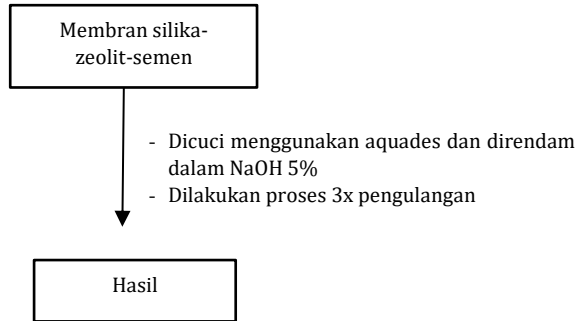 Membran silika-
zeolit-semen
- Dicuci menggunakan aquades dan direndam
dalam NaOH 5%
- Dilakukan proses 3x pengulangan
Hasil